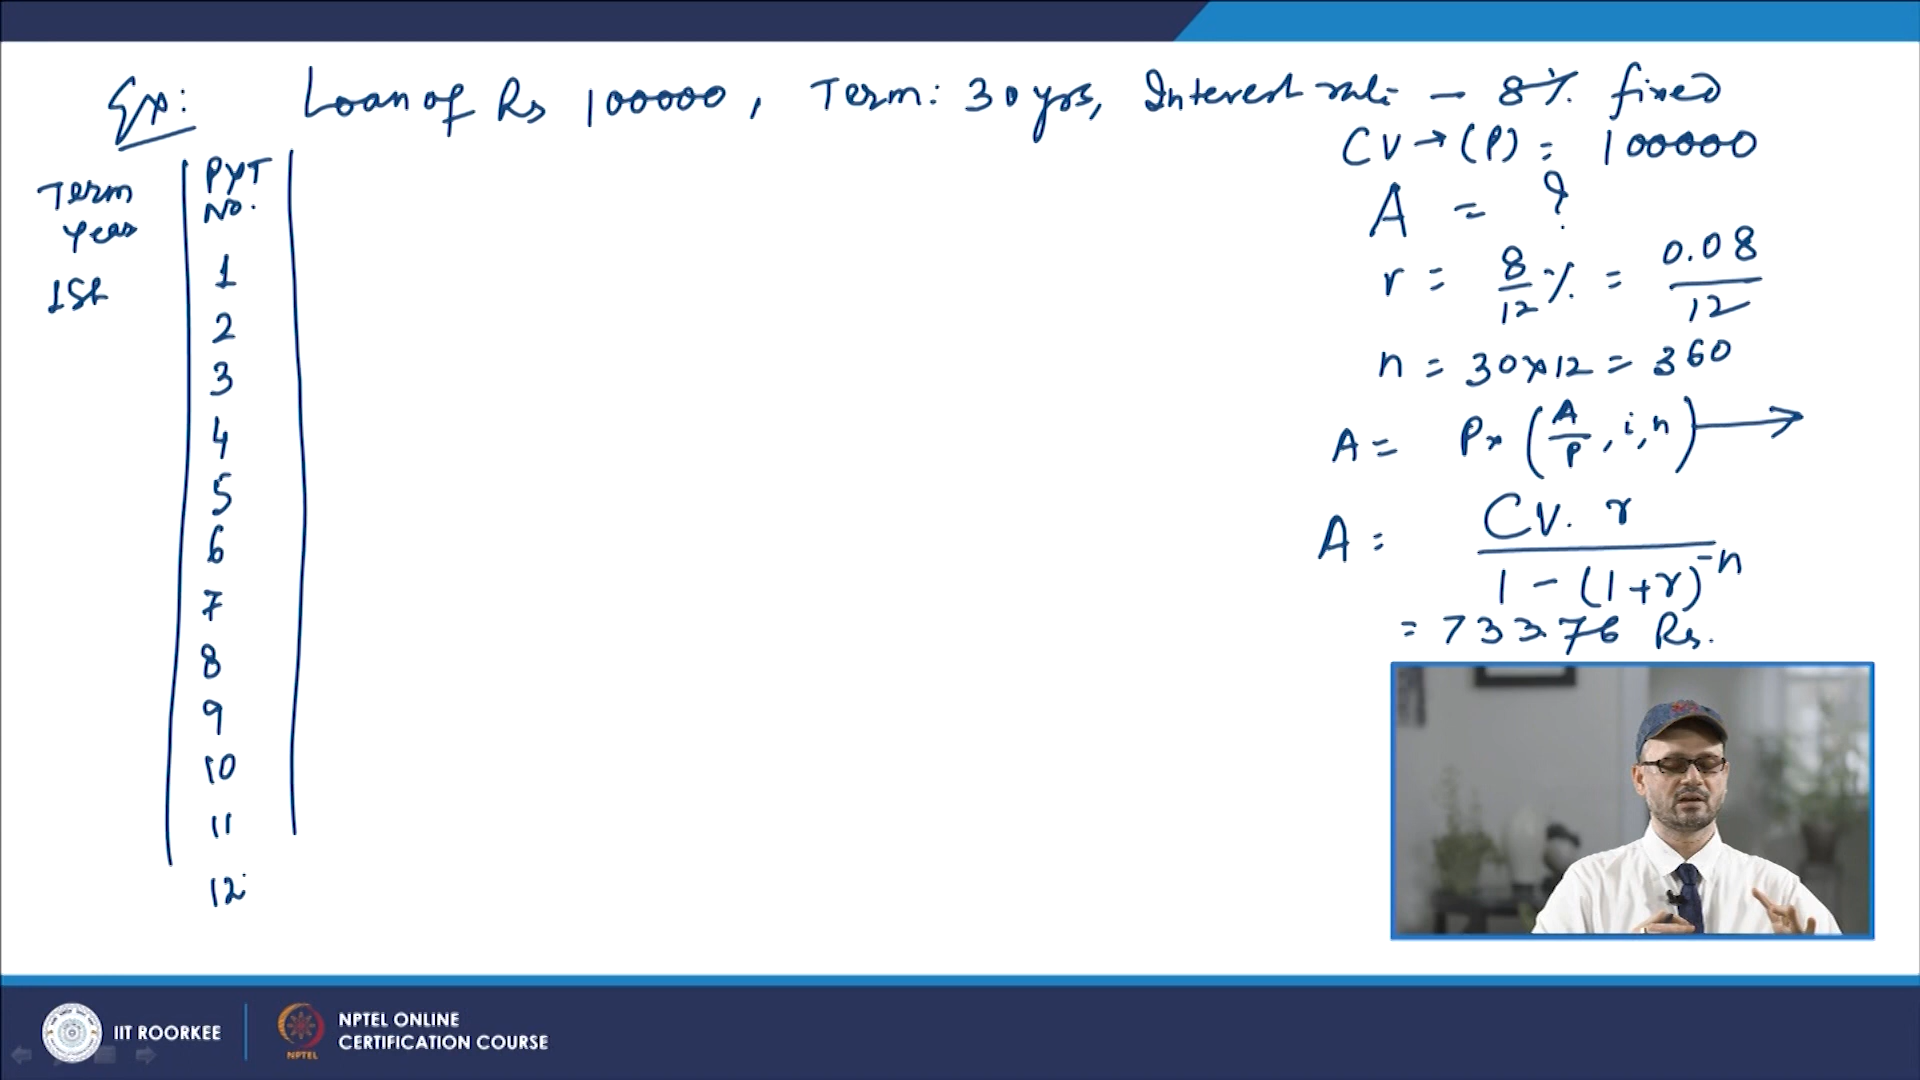 Ex: Loan of Rs 100000, Term: 30 yrs, Interest rate - 8% fixed
CV → (P) = 100000
A = ?
r = 8/12 % = 0.08/12
n = 30×12 = 360
A = P× (A/P, i, n) →
A = CV. r / 1 - (1+r)^-n
= 733.76 Rs.
Term Year
PYT No.
1st
1
2
3
4
5
6
7
8
9
10
11
12
IIT ROORKEE
NPTEL
NPTEL ONLINE
CERTIFICATION COURSE